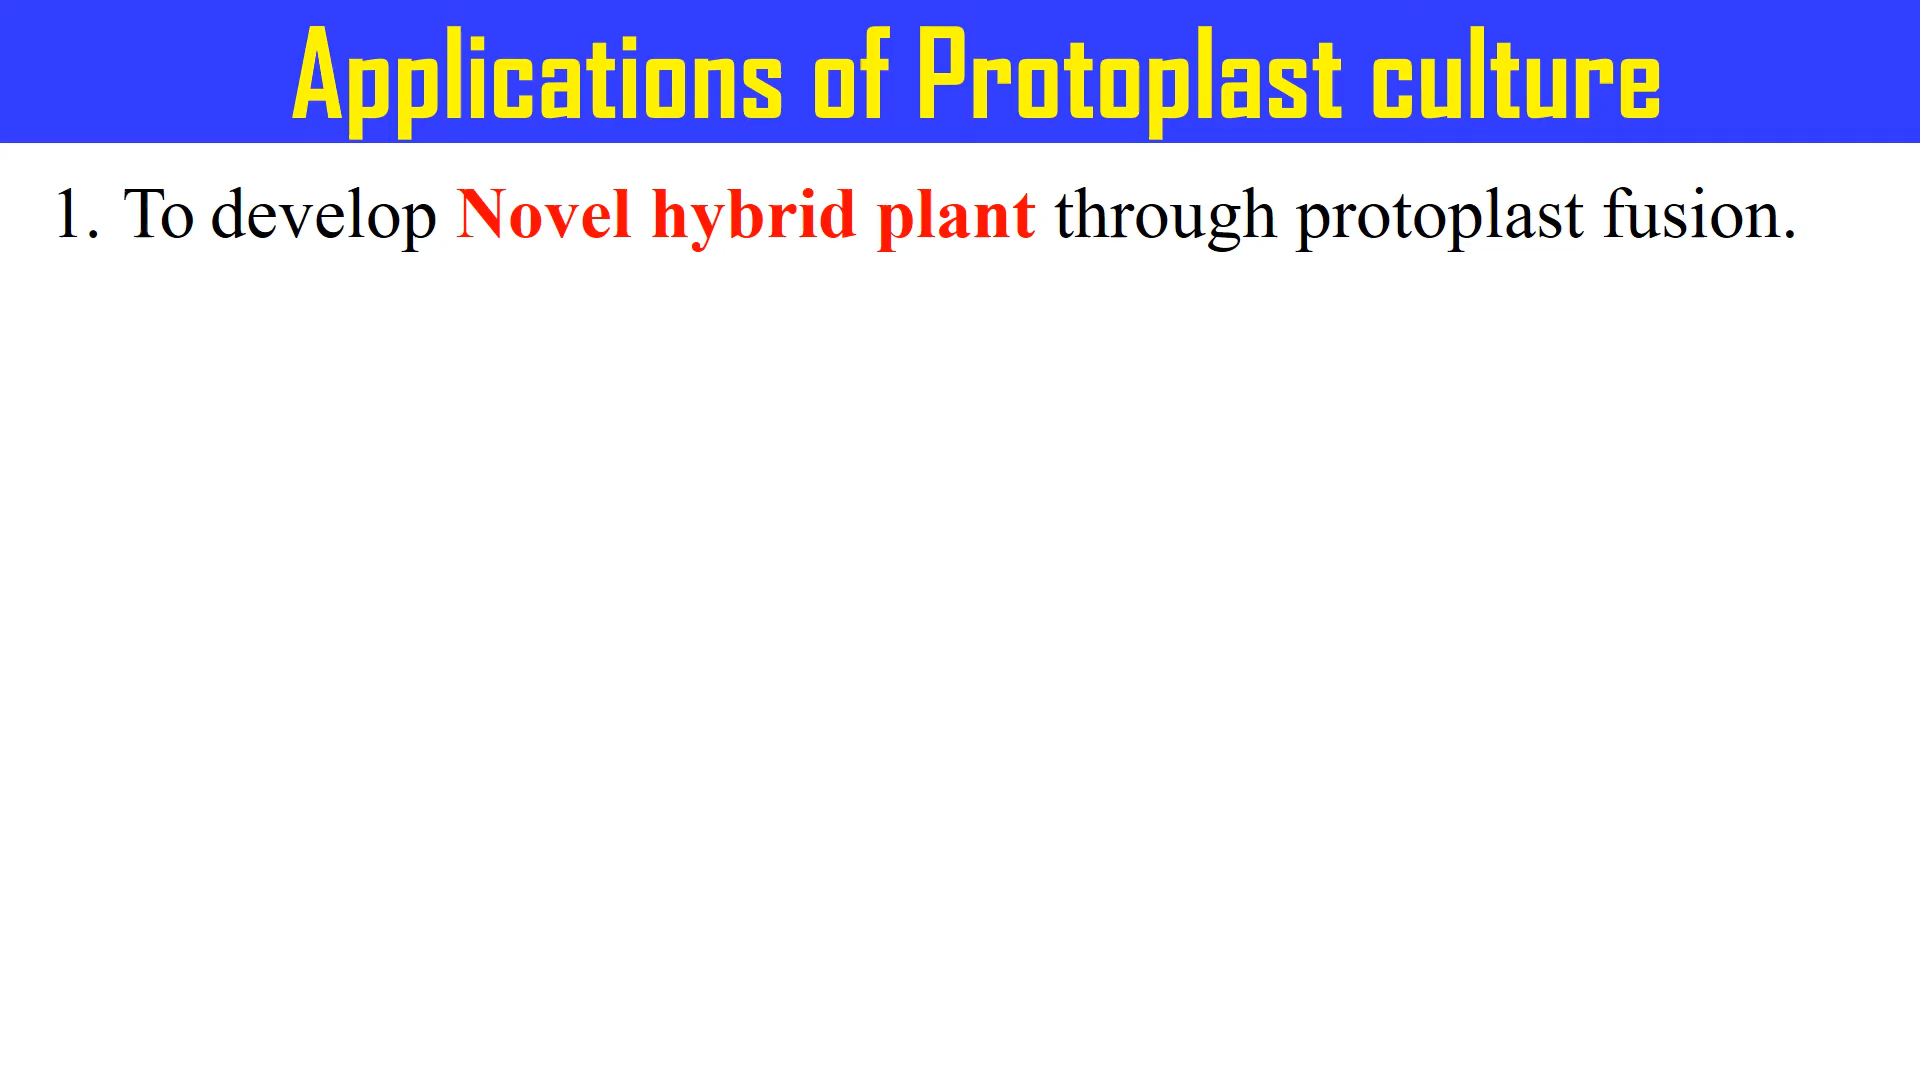 Applications of Protoplast culture
1. To develop Novel hybrid plant through protoplast fusion.